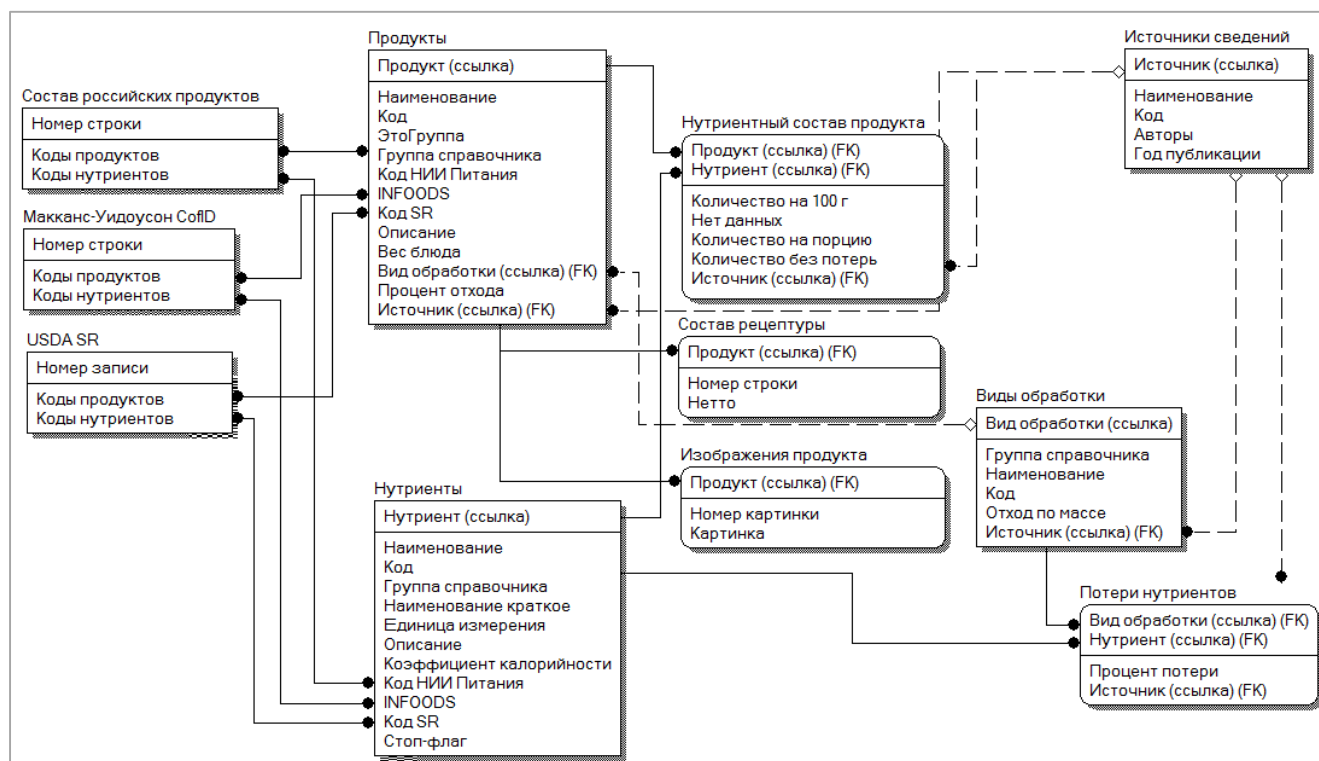 Состав российских продуктов
Номер строки
Коды продуктов
Коды нутриентов
Макканс-Уидоусон CofID
Номер строки
Коды продуктов
Коды нутриентов
USDA SR
Номер записи
Коды продуктов
Коды нутриентов
Продукты
Продукт (ссылка)
Наименование
Код
ЭтоГруппа
Группа справочника
Код НИИ Питания
INFOODS
Код SR
Описание
Вес блюда
Вид обработки (ссылка) (FK)
Процент отхода
Источник (ссылка) (FK)
Нутриенты
Нутриент (ссылка)
Наименование
Код
Группа справочника
Наименование краткое
Единица измерения
Описание
Коэффициент калорийности
Код НИИ Питания
INFOODS
Код SR
Стоп-флаг
Нутриентный состав продукта
Продукт (ссылка) (FK)
Нутриент (ссылка) (FK)
Количество на 100 г
Нет данных
Количество на порцию
Количество без потерь
Источник (ссылка) (FK)
Состав рецептуры
Продукт (ссылка) (FK)
Номер строки
Нетто
Изображения продукта
Продукт (ссылка) (FK)
Номер картинки
Картинка
Источники сведений
Источник (ссылка)
Наименование
Код
Авторы
Год публикации
Виды обработки
Вид обработки (ссылка)
Группа справочника
Наименование
Код
Отход по массе
Источник (ссылка) (FK)
Потери нутриентов
Вид обработки (ссылка) (FK)
Нутриент (ссылка) (FK)
Процент потери
Источник (ссылка) (FK)